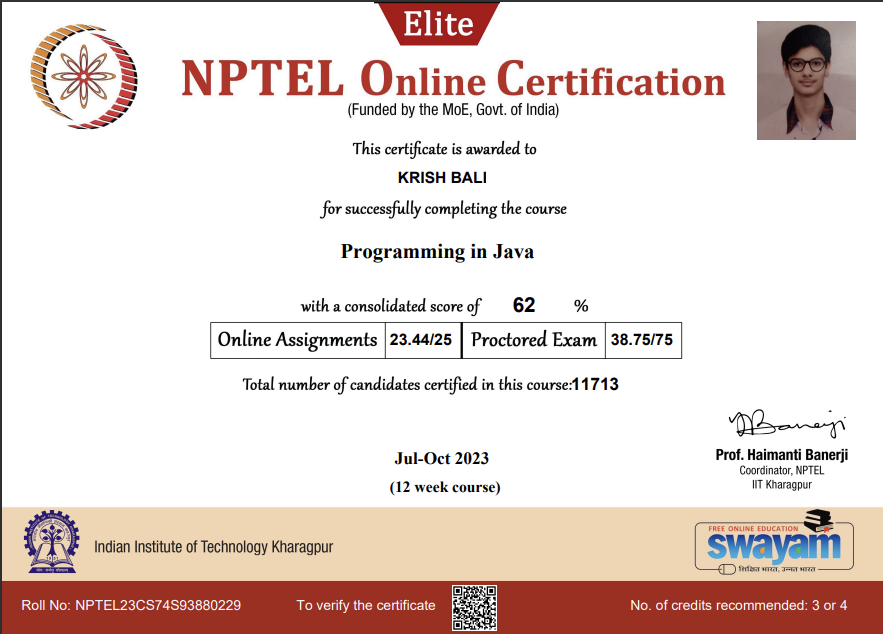 Elite
NPTEL Online Certification
(Funded by the MoE, Govt. of India)
This certificate is awarded to
KRISH BALI
for successfully completing the course
Programming in Java
with a consolidated score of 62 %
Online Assignments 23.44/25 Proctored Exam 38.75/75
Total number of candidates certified in this course:11713
Jul-Oct 2023
(12 week course)
Prof. Haimanti Banerji
Coordinator, NPTEL
IIT Kharagpur
Indian Institute of Technology Kharagpur
FREE ONLINE EDUCATION
swayam
शिक्षित भारत, उन्नत भारत
Roll No: NPTEL23CS74S93880229 To verify the certificate No. of credits recommended: 3 or 4